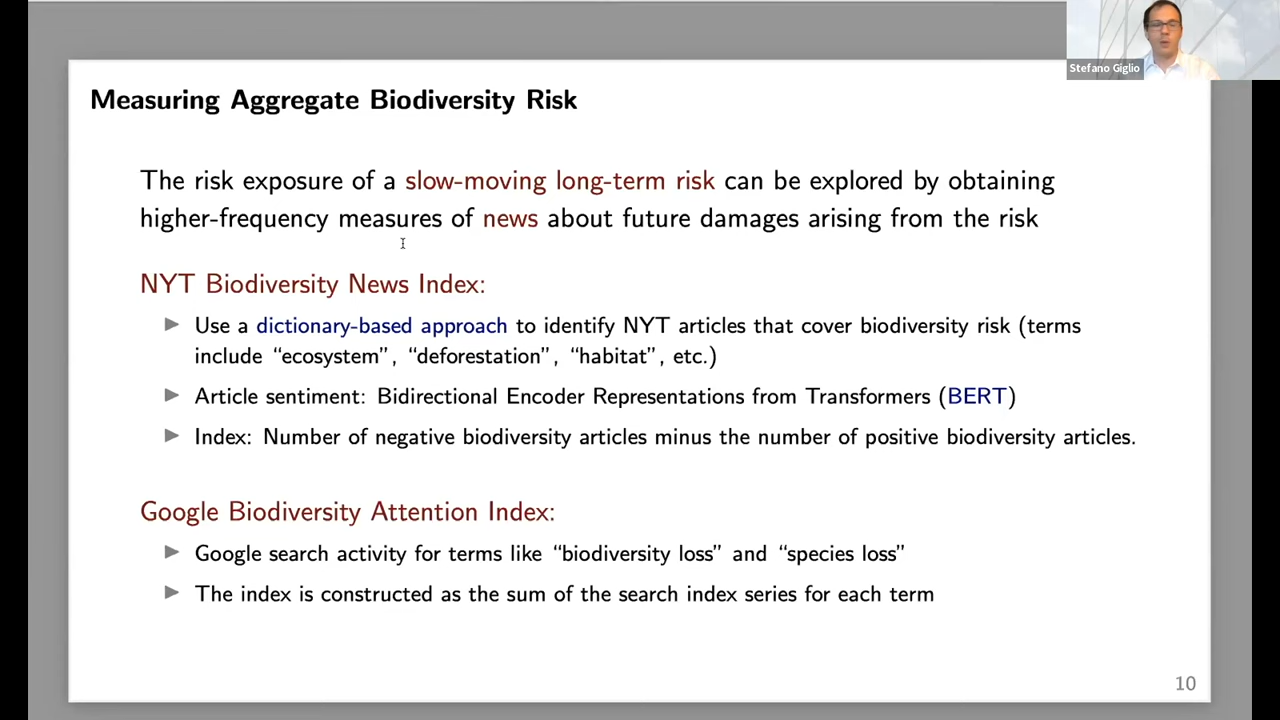 Stefano Giglio
Measuring Aggregate Biodiversity Risk
The risk exposure of a slow-moving long-term risk can be explored by obtaining
higher-frequency measures of news about future damages arising from the risk
NYT Biodiversity News Index:
Use a dictionary-based approach to identify NYT articles that cover biodiversity risk (terms
include “ecosystem”, “deforestation”, “habitat”, etc.)
Article sentiment: Bidirectional Encoder Representations from Transformers (BERT)
Index: Number of negative biodiversity articles minus the number of positive biodiversity articles.
Google Biodiversity Attention Index:
Google search activity for terms like “biodiversity loss” and “species loss”
The index is constructed as the sum of the search index series for each term
10